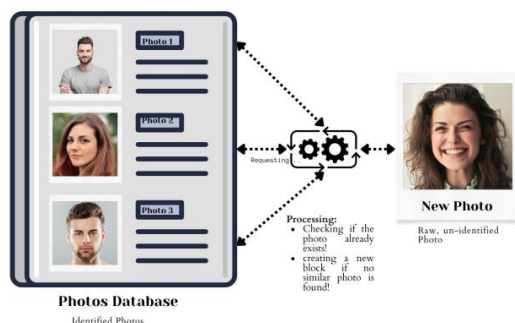 Photo 1
Photo 2
Photo 3
Photos Database
Identified Photos
Requesting...
Processing:
• Checking if the
photo already
exists!
• creating a new
block if no
similar photo is
found!
New Photo
Raw, un-identified
Photo